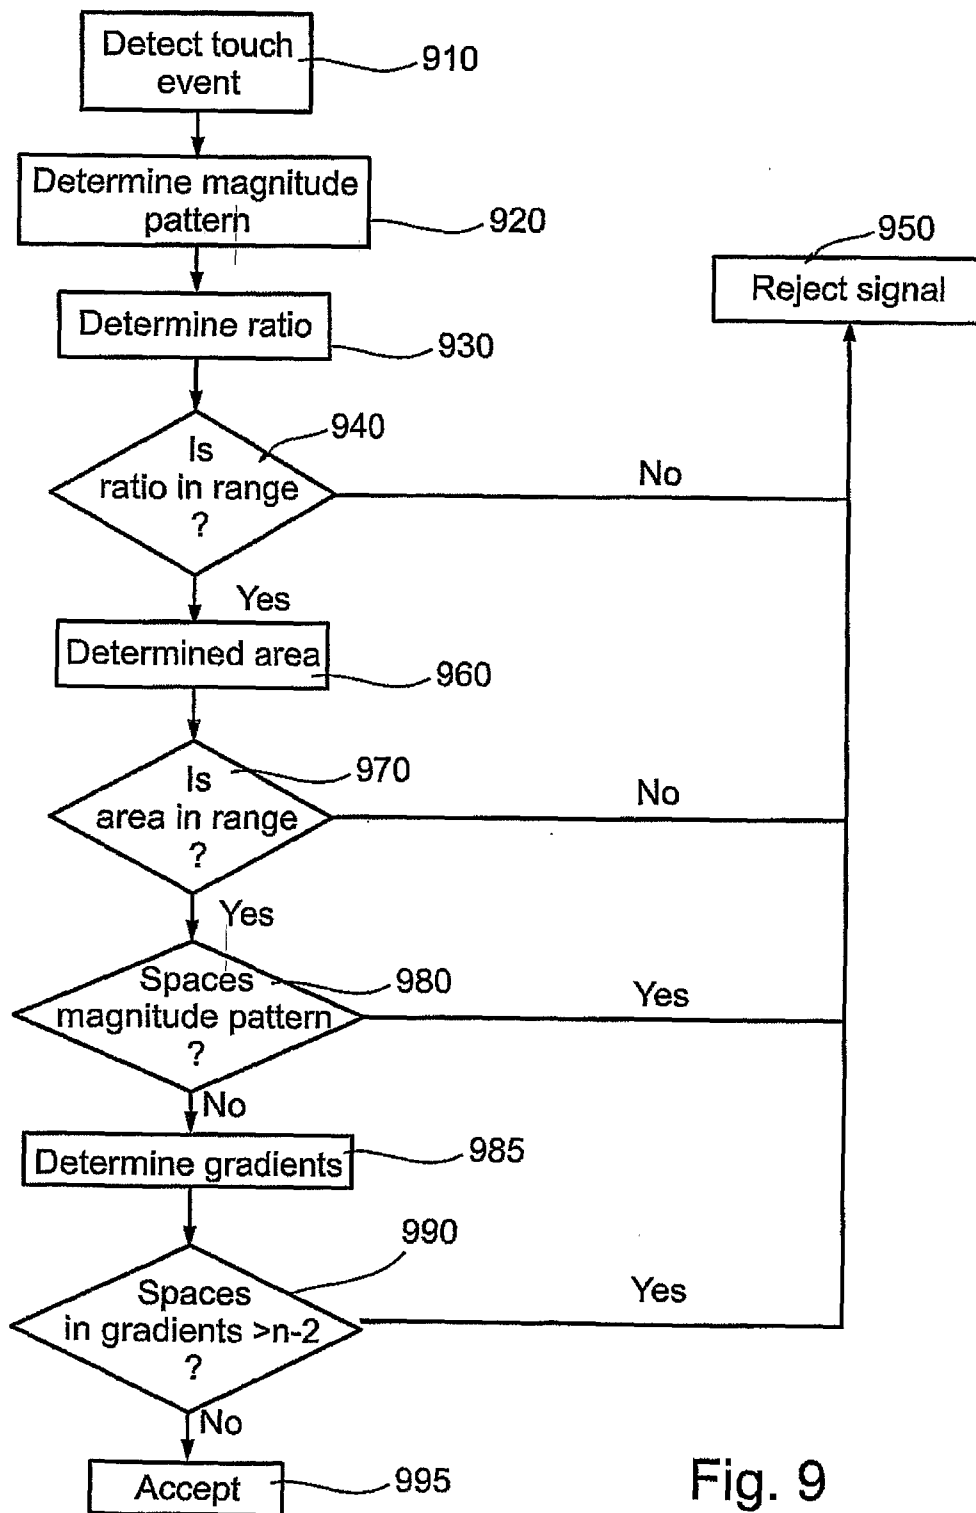 Detect touch
event
910
Determine magnitude
pattern
920
950
Reject signal
Determine ratio
930
940
Is
ratio in range
?
No
Yes
Determined area
960
970
Is
area in range
?
No
Yes
980
Spaces
magnitude pattern
?
Yes
No
Determine gradients
985
990
Spaces
in gradients >n-2
?
Yes
No
Accept
995
Fig. 9